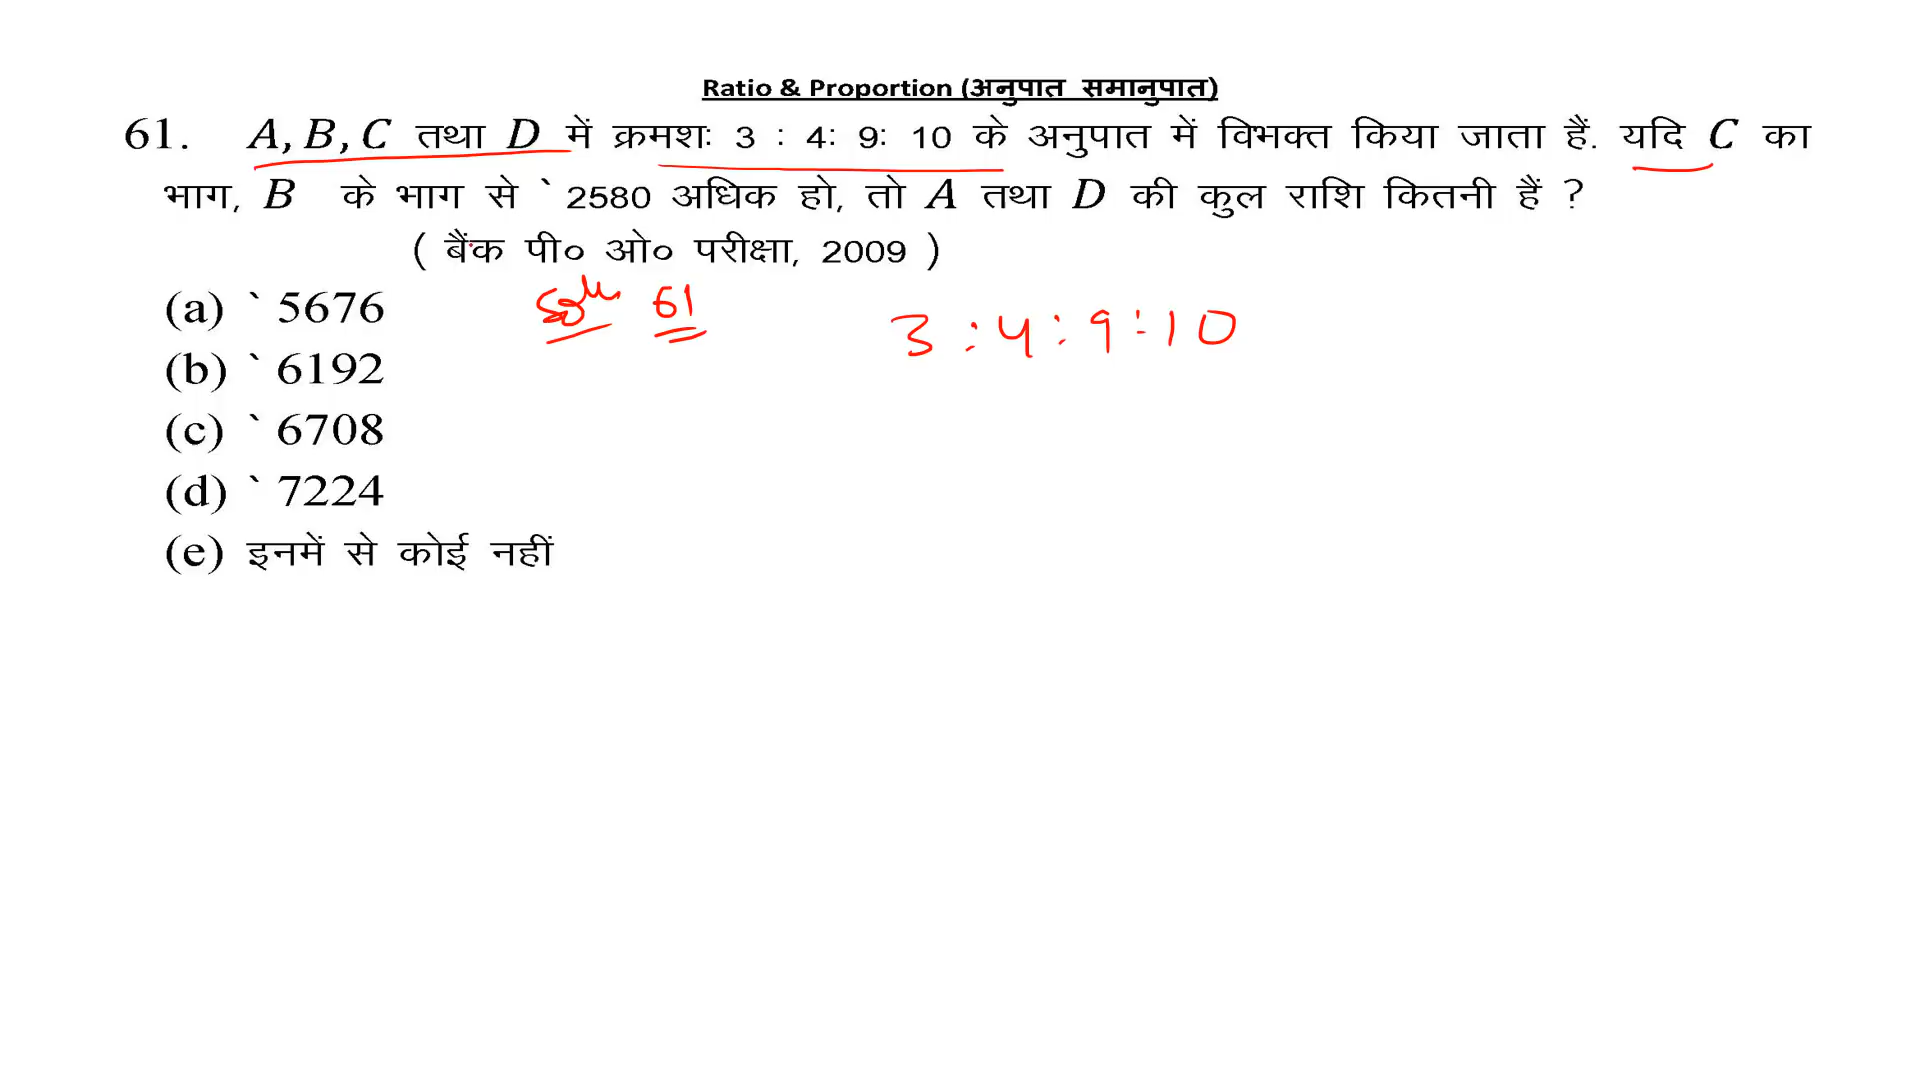 Ratio & Proportion (अनुपात समानुपात)
61. A, B, C तथा D में क्रमशः 3 : 4: 9: 10 के अनुपात में विभक्त किया जाता हैं. यदि C का
भाग, B के भाग से ` 2580 अधिक हो, तो A तथा D की कुल राशि कितनी हैं ?
( बैंक पी० ओ० परीक्षा, 2009 )
(a) ` 5676
Soln 61
3 : 4 : 9 : 10
(b) ` 6192
(c) ` 6708
(d) ` 7224
(e) इनमें से कोई नहीं